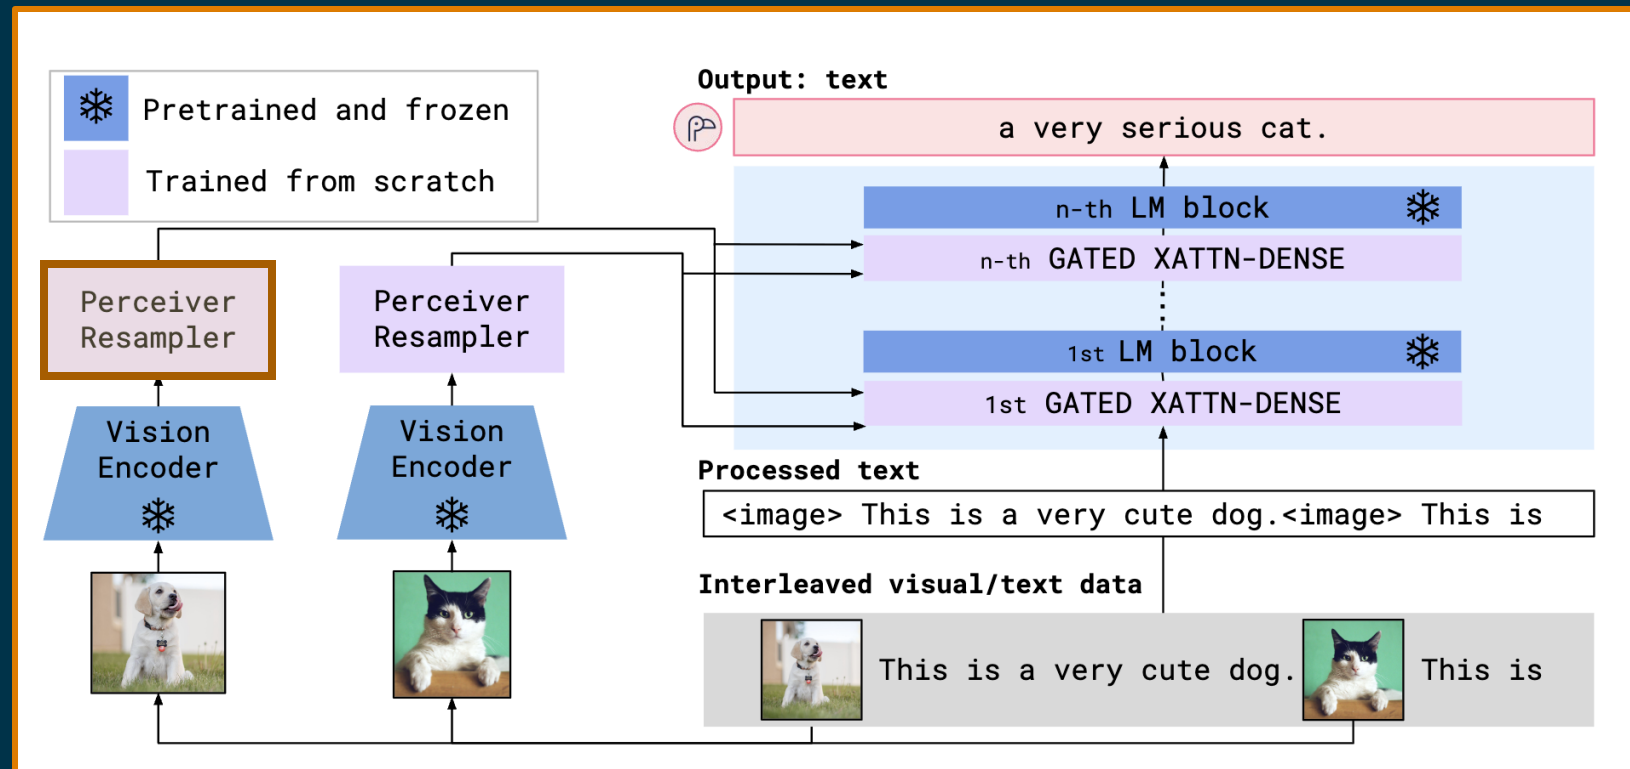 Pretrained and frozen
Trained from scratch
Output: text
a very serious cat.
n-th LM block
n-th GATED XATTN-DENSE
1st LM block
1st GATED XATTN-DENSE
Perceiver
Resampler
Perceiver
Resampler
Vision
Encoder
Vision
Encoder
Processed text
<image> This is a very cute dog.<image> This is
Interleaved visual/text data
This is a very cute dog.
This is